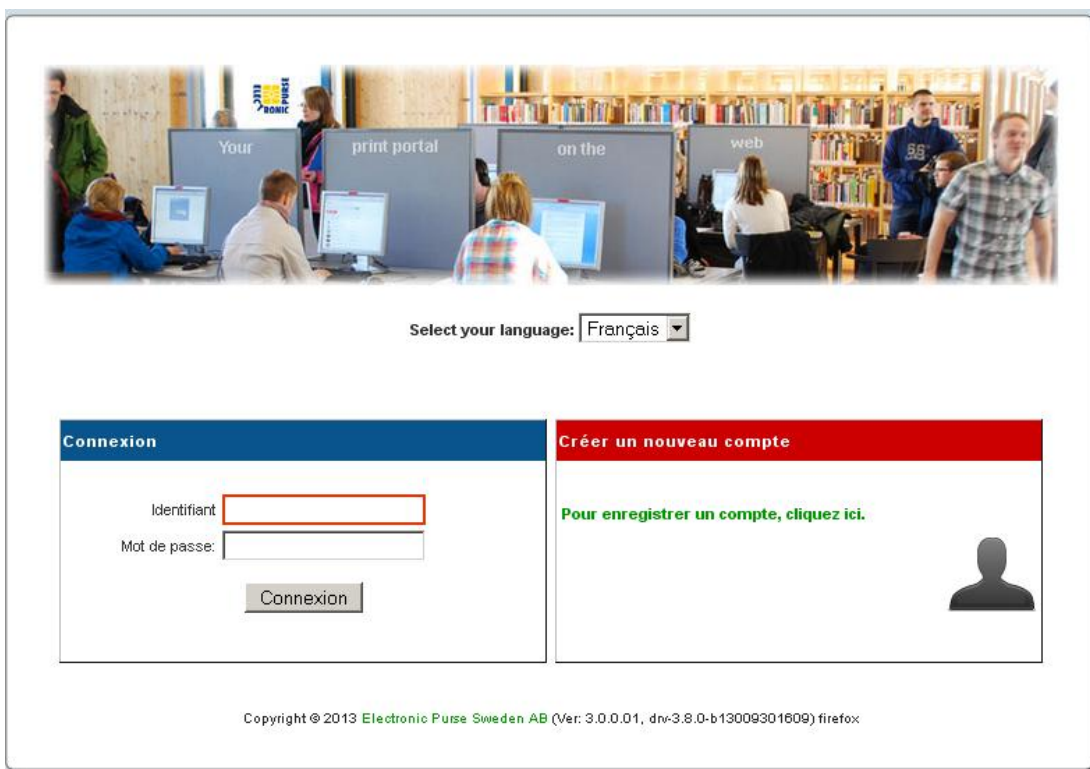 RONIC
PURSE
Your print portal on the web
Select your language: Français
Connexion
Identifiant
Mot de passe:
Connexion
Créer un nouveau compte
Pour enregistrer un compte, cliquez ici.
Copyright © 2013 Electronic Purse Sweden AB (Ver: 3.0.0.01, drv-3.8.0-b13009301609) firefox